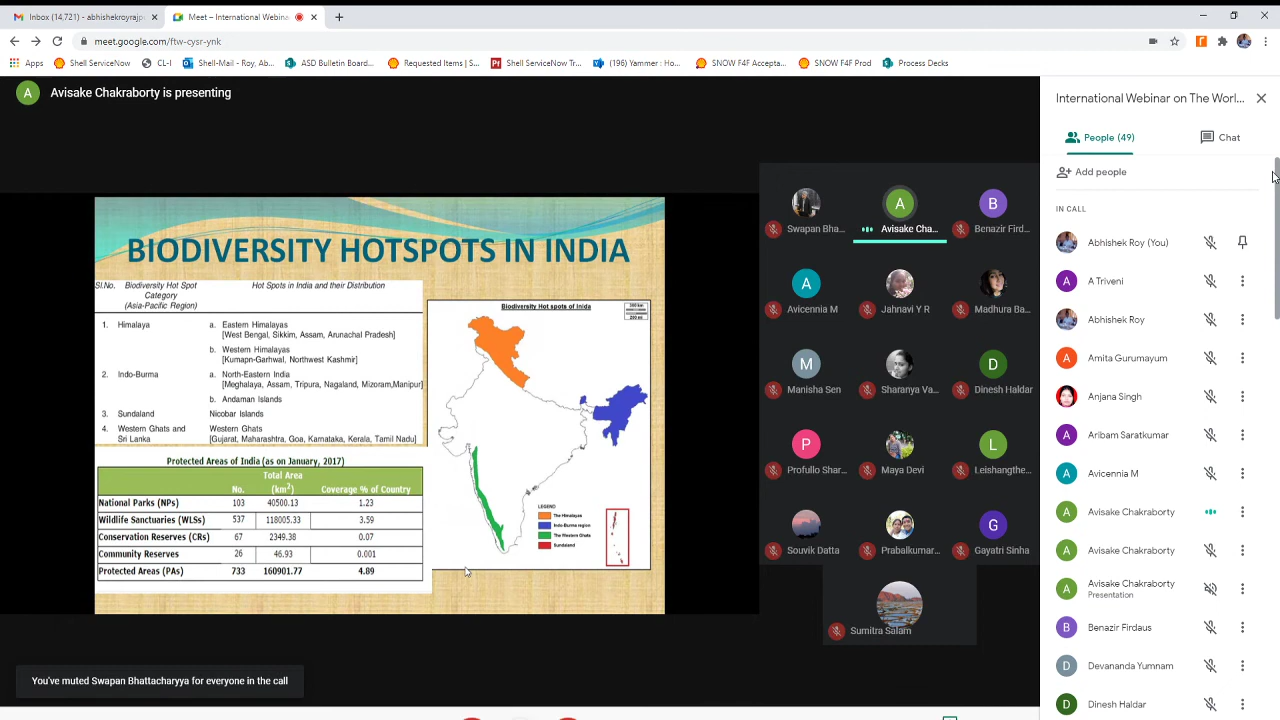 Inbox (14,721) - abhishekroyrajp
Meet – International Webina
meet.google.com/ftw-cysr-ynk
Apps
Shell ServiceNow
CL-I
Shell-Mail - Roy, Ab...
ASD Bulletin Board...
Requested Items | S...
Shell ServiceNow Tr...
(196) Yammer : Ho...
SNOW F4F Accepta...
SNOW F4F Prod
Process Decks
A
Avisake Chakraborty is presenting
BIODIVERSITY HOTSPOTS IN INDIA
Sl.No. Biodiversity Hot Spot Hot Spots in India and their Distribution
Category
(Asia-Pacific Region)
1. Himalaya a. Eastern Himalayas
[West Bengal, Sikkim, Assam, Arunachal Pradesh]
b. Western Himalayas
[Kumapn-Garhwal, Northwest Kashmir]
2. Indo-Burma a. North-Eastern India
[Meghalaya, Assam, Tripura, Nagaland, Mizoram,Manipur]
b. Andaman Islands
3. Sundaland Nicobar Islands
4. Western Ghats and Western Ghats
Sri Lanka [Gujarat, Maharashtra, Goa, Karnataka, Kerala, Tamil Nadu]
Protected Areas of India (as on January, 2017)
No. Total Area (km²) Coverage % of Country
National Parks (NPs) 103 40500.13 1.23
Wildlife Sanctuaries (WLSs) 537 118005.33 3.59
Conservation Reserves (CRs) 67 2349.38 0.07
Community Reserves 26 46.93 0.001
Protected Areas (PAs) 733 160901.77 4.89
Biodiversity Hot spots of Inida
LEGEND
The Himalayas
Indo-Burma region
The Western Ghats
Sundaland
Swapan Bha...
A
Avisake Cha...
B
Benazir Fird...
A
Avicennia M
Jahnavi Y R
Madhura Ba...
M
Manisha Sen
Sharanya Va...
D
Dinesh Haldar
P
Profullo Shar...
Maya Devi
L
Leishangthe...
Souvik Datta
Prabalkumar...
G
Gayatri Sinha
Sumitra Salam
You've muted Swapan Bhattacharyya for everyone in the call
International Webinar on The Worl...
People (49)
Chat
Add people
IN CALL
Abhishek Roy (You)
A
A Triveni
Abhishek Roy
A
Amita Gurumayum
Anjana Singh
A
Aribam Saratkumar
A
Avicennia M
A
Avisake Chakraborty
A
Avisake Chakraborty
A
Avisake Chakraborty
Presentation
B
Benazir Firdaus
D
Devananda Yumnam
D
Dinesh Haldar